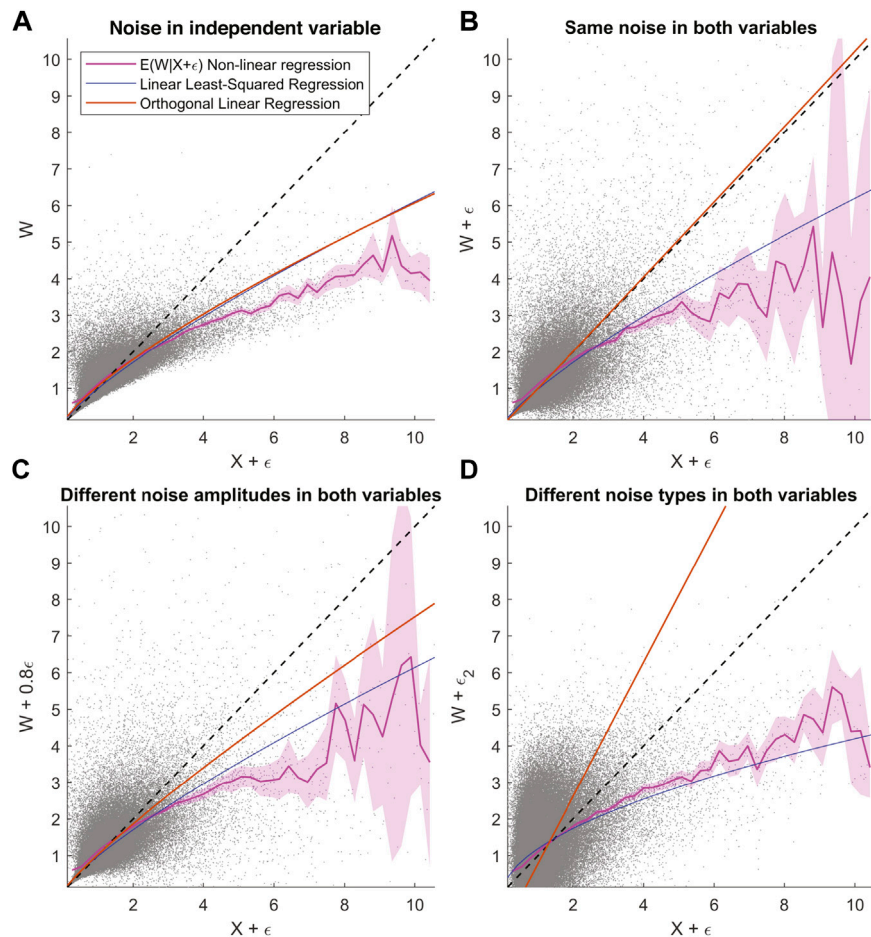 A
Noise in independent variable
E(W|X+ϵ) Non-linear regression
Linear Least-Squared Regression
Orthogonal Linear Regression
10
9
8
7
6
5
4
3
2
1
W
2 4 6 8 10
X + ϵ
B
Same noise in both variables
10
9
8
7
6
5
4
3
2
1
W + ϵ
2 4 6 8 10
X + ϵ
C
Different noise amplitudes in both variables
10
9
8
7
6
5
4
3
2
1
W + 0.8ϵ
2 4 6 8 10
X + ϵ
D
Different noise types in both variables
10
9
8
7
6
5
4
3
2
1
W + ϵ2
2 4 6 8 10
X + ϵ